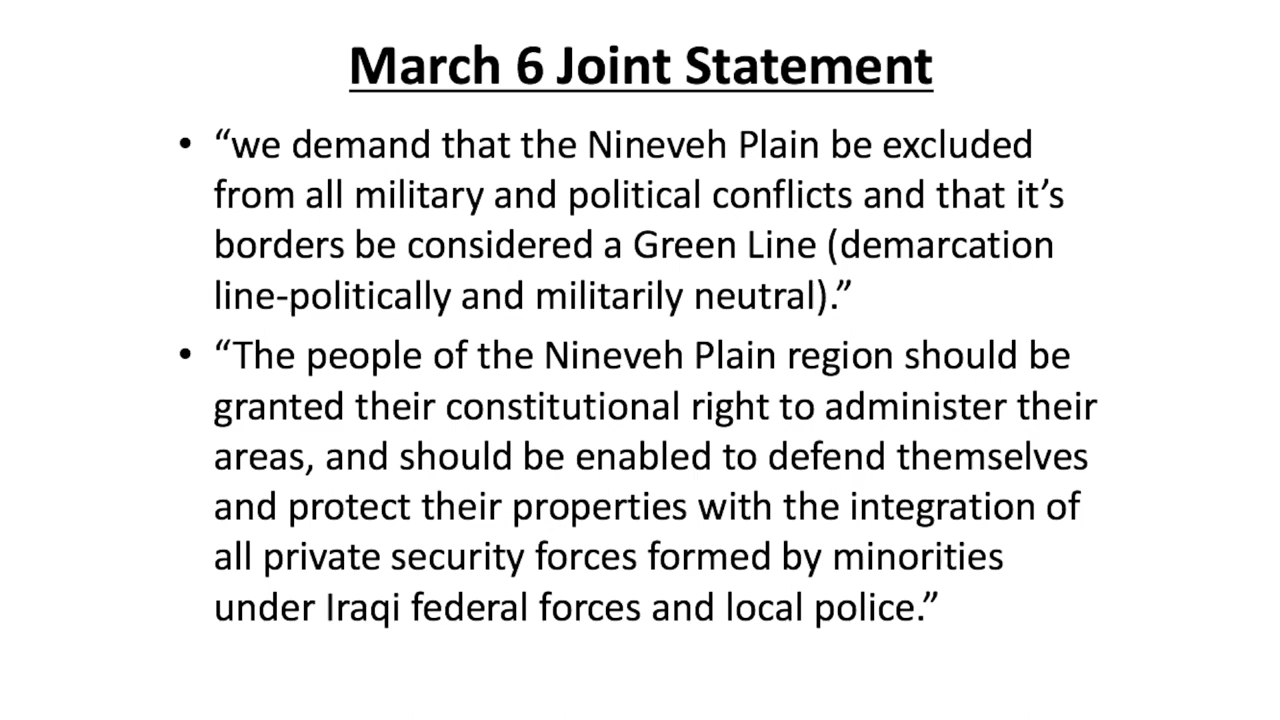 March 6 Joint Statement
• “we demand that the Nineveh Plain be excluded
from all military and political conflicts and that it’s
borders be considered a Green Line (demarcation
line-politically and militarily neutral).”
• “The people of the Nineveh Plain region should be
granted their constitutional right to administer their
areas, and should be enabled to defend themselves
and protect their properties with the integration of
all private security forces formed by minorities
under Iraqi federal forces and local police.”